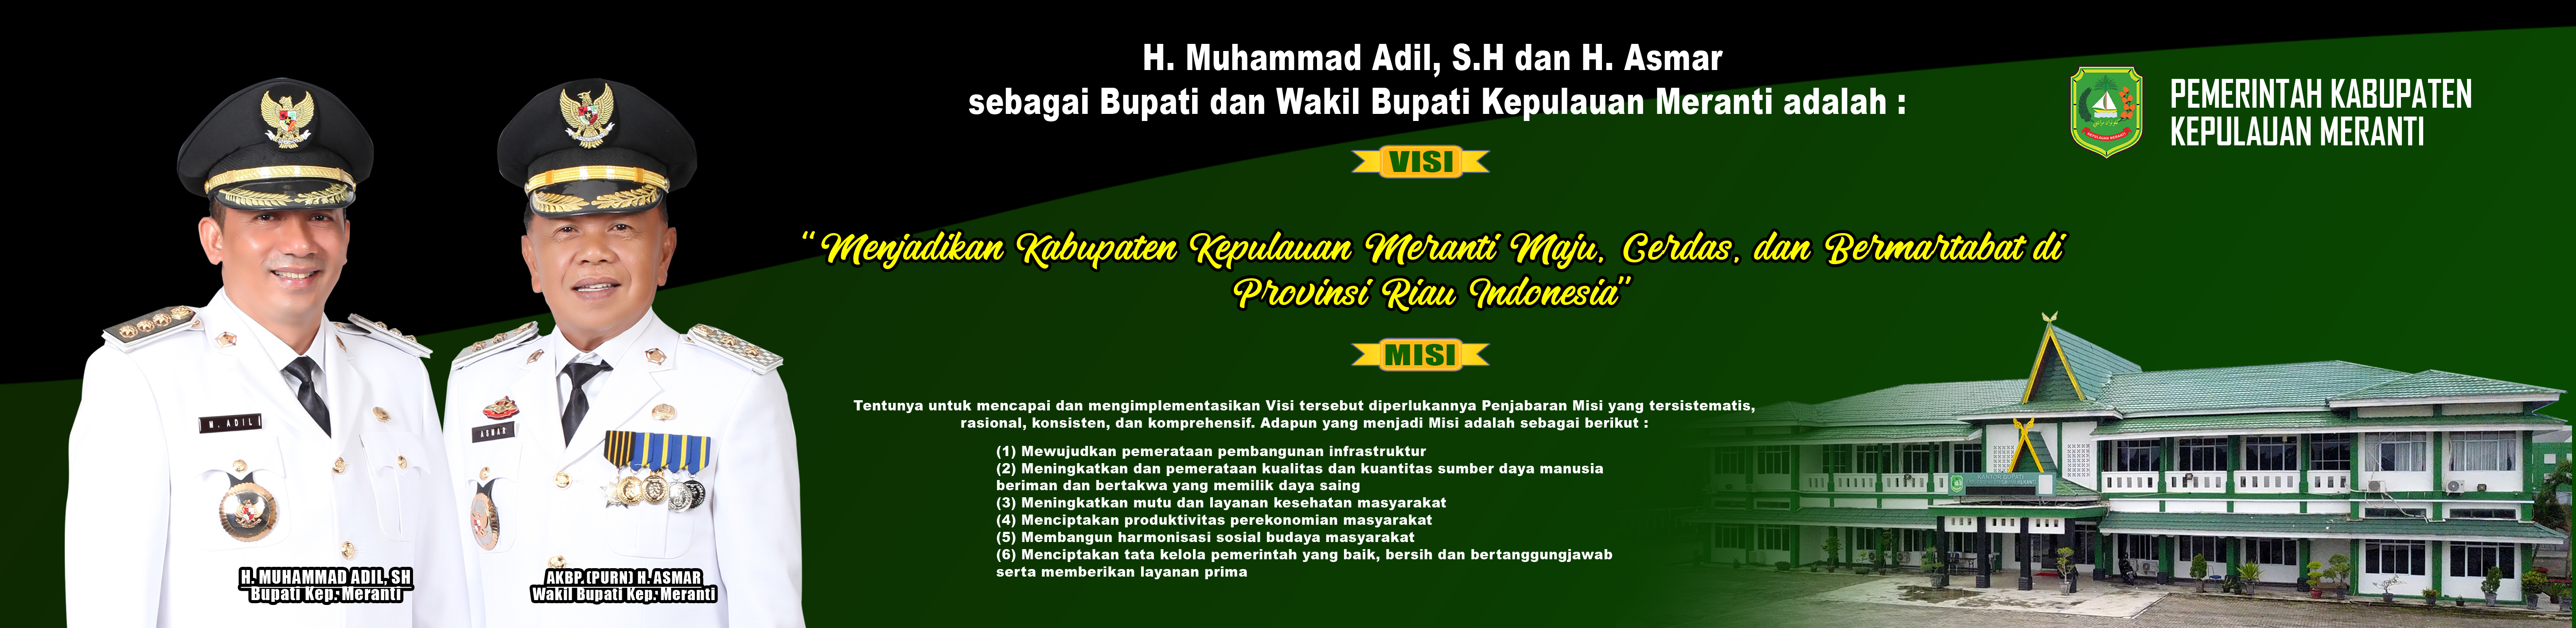 H. Muhammad Adil, S.H dan H. Asmar
sebagai Bupati dan Wakil Bupati Kepulauan Meranti adalah :
PEMERINTAH KABUPATEN
KEPULAUAN MERANTI
VISI
“Menjadikan Kabupaten Kepulauan Meranti Maju, Cerdas, dan Bermartabat di
Provinsi Riau Indonesia”
MISI
Tentunya untuk mencapai dan mengimplementasikan Visi tersebut diperlukannya Penjabaran Misi yang tersistematis,
rasional, konsisten, dan komprehensif. Adapun yang menjadi Misi adalah sebagai berikut :
(1) Mewujudkan pemerataan pembangunan infrastruktur
(2) Meningkatkan dan pemerataan kualitas dan kuantitas sumber daya manusia
beriman dan bertakwa yang memilik daya saing
(3) Meningkatkan mutu dan layanan kesehatan masyarakat
(4) Menciptakan produktivitas perekonomian masyarakat
(5) Membangun harmonisasi sosial budaya masyarakat
(6) Menciptakan tata kelola pemerintah yang baik, bersih dan bertanggungjawab
serta memberikan layanan prima
M. ADIL
ASMAR
H. MUHAMMAD ADIL, SH
Bupati Kep. Meranti
AKBP (PURN) H. ASMAR
Wakil Bupati Kep. Meranti
KANTOR BUPATI